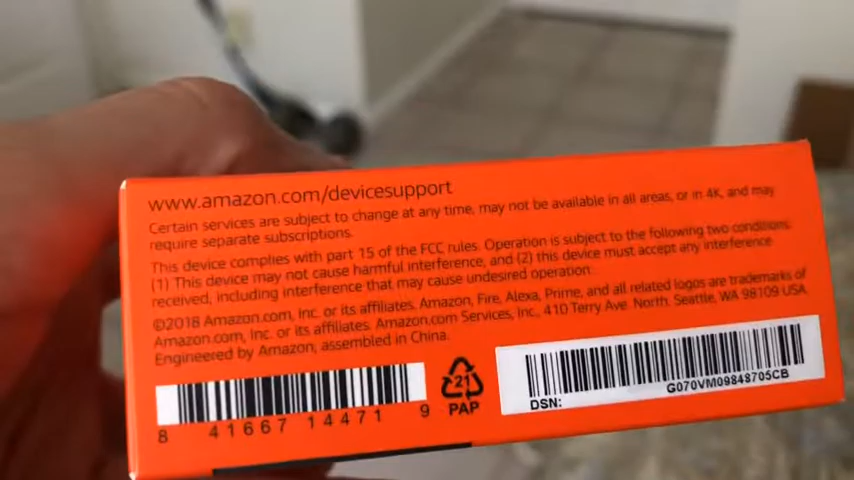 www.amazon.com/devicesupport
Certain services are subject to change at any time, may not be available in all areas, or in 4K, and may
require separate subscriptions.
This device complies with part 15 of the FCC rules. Operation is subject to the following two conditions:
(1) This device may not cause harmful interference, and (2) this device must accept any interference
received, including interference that may cause undesired operation.
©2018 Amazon.com, Inc. or its affiliates. Amazon, Fire, Alexa, Prime, and all related logos are trademarks of
Amazon.com, Inc. or its affiliates. Amazon.com Services, Inc., 410 Terry Ave. North, Seattle, WA 98109 USA.
Engineered by Amazon, assembled in China.
8 41667 14471 9
21
PAP
DSN: G070VM09848705CB